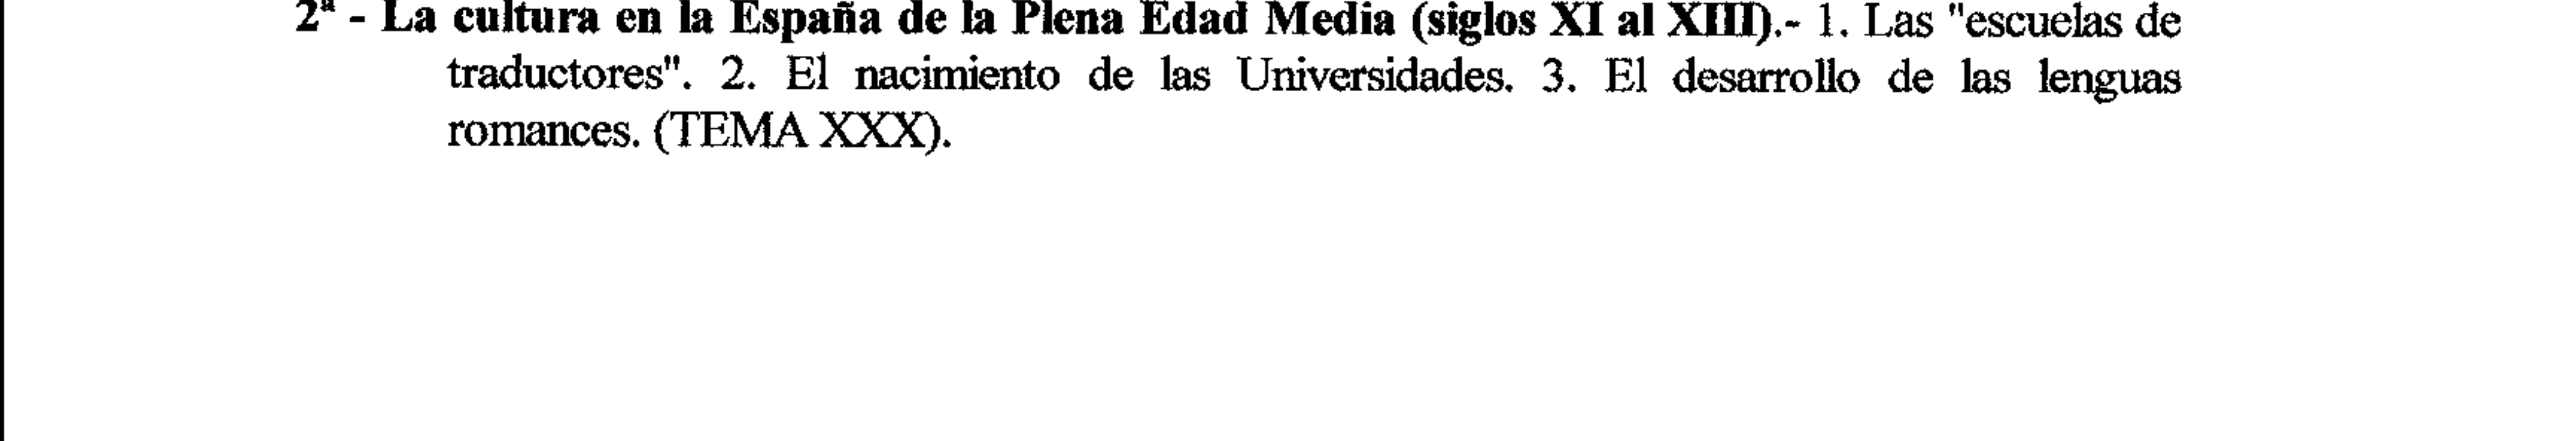 2ª - La cultura en la España de la Plena Edad Media (siglos XI al XIII).- 1. Las "escuelas de
traductores". 2. El nacimiento de las Universidades. 3. El desarrollo de las lenguas
romances. (TEMA XXX).